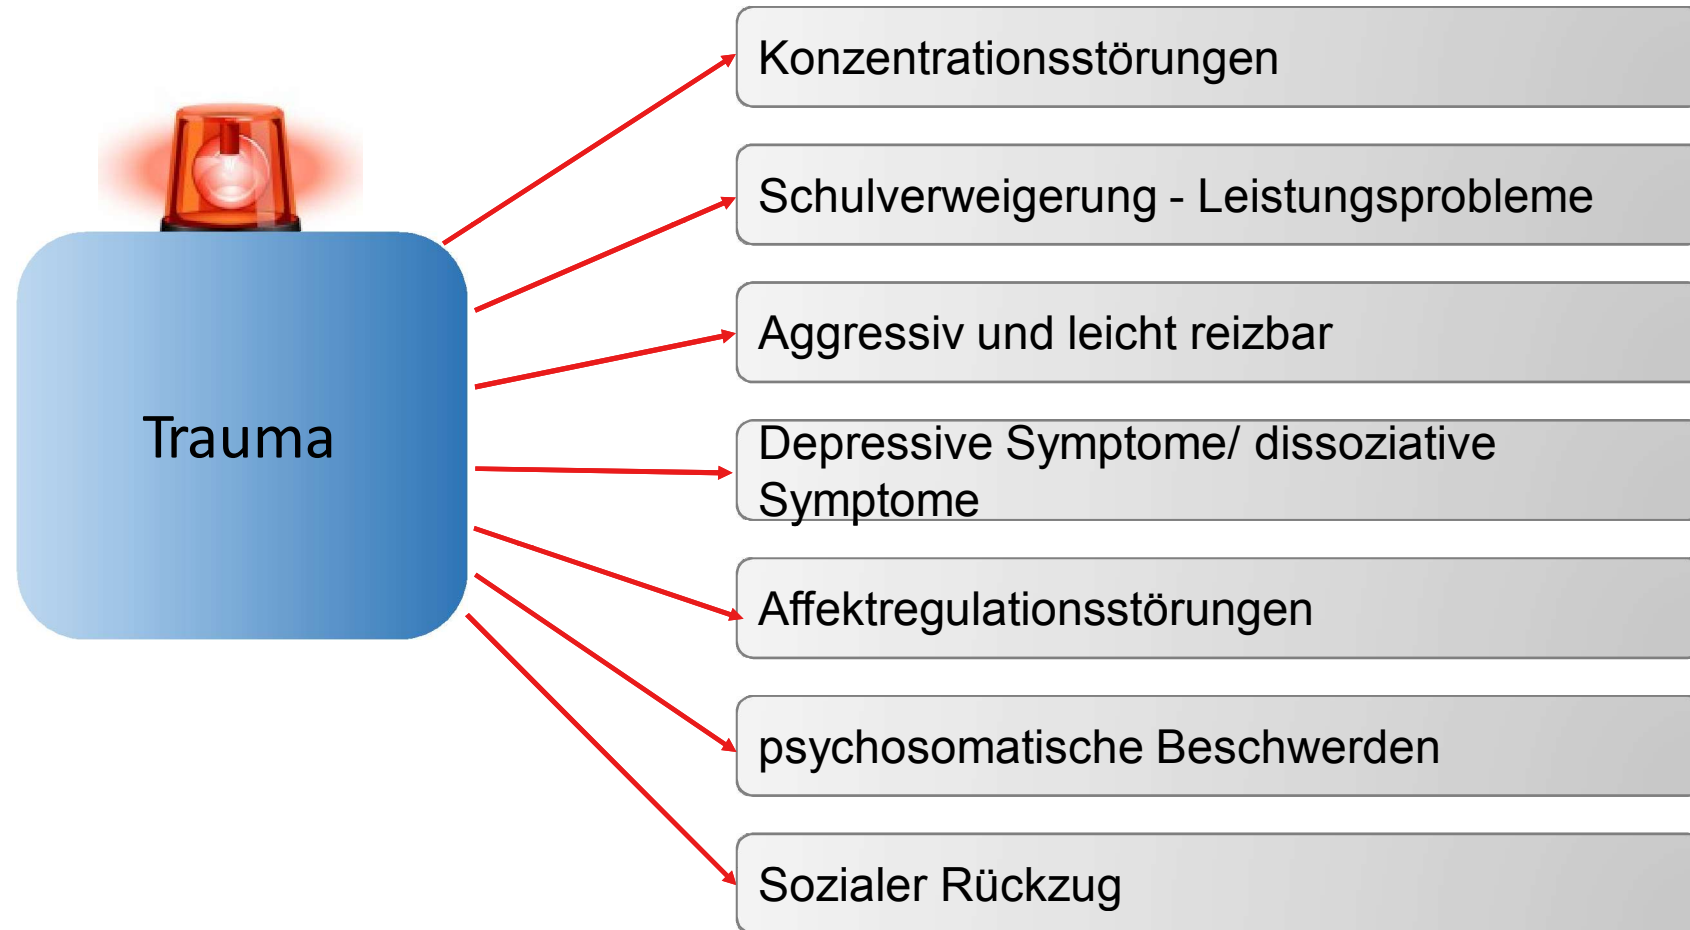 Konzentrationsstörungen
Schulverweigerung - Leistungsprobleme
Aggressiv und leicht reizbar
Trauma
Depressive Symptome/ dissoziative
Symptome
Affektregulationsstörungen
psychosomatische Beschwerden
Sozialer Rückzug